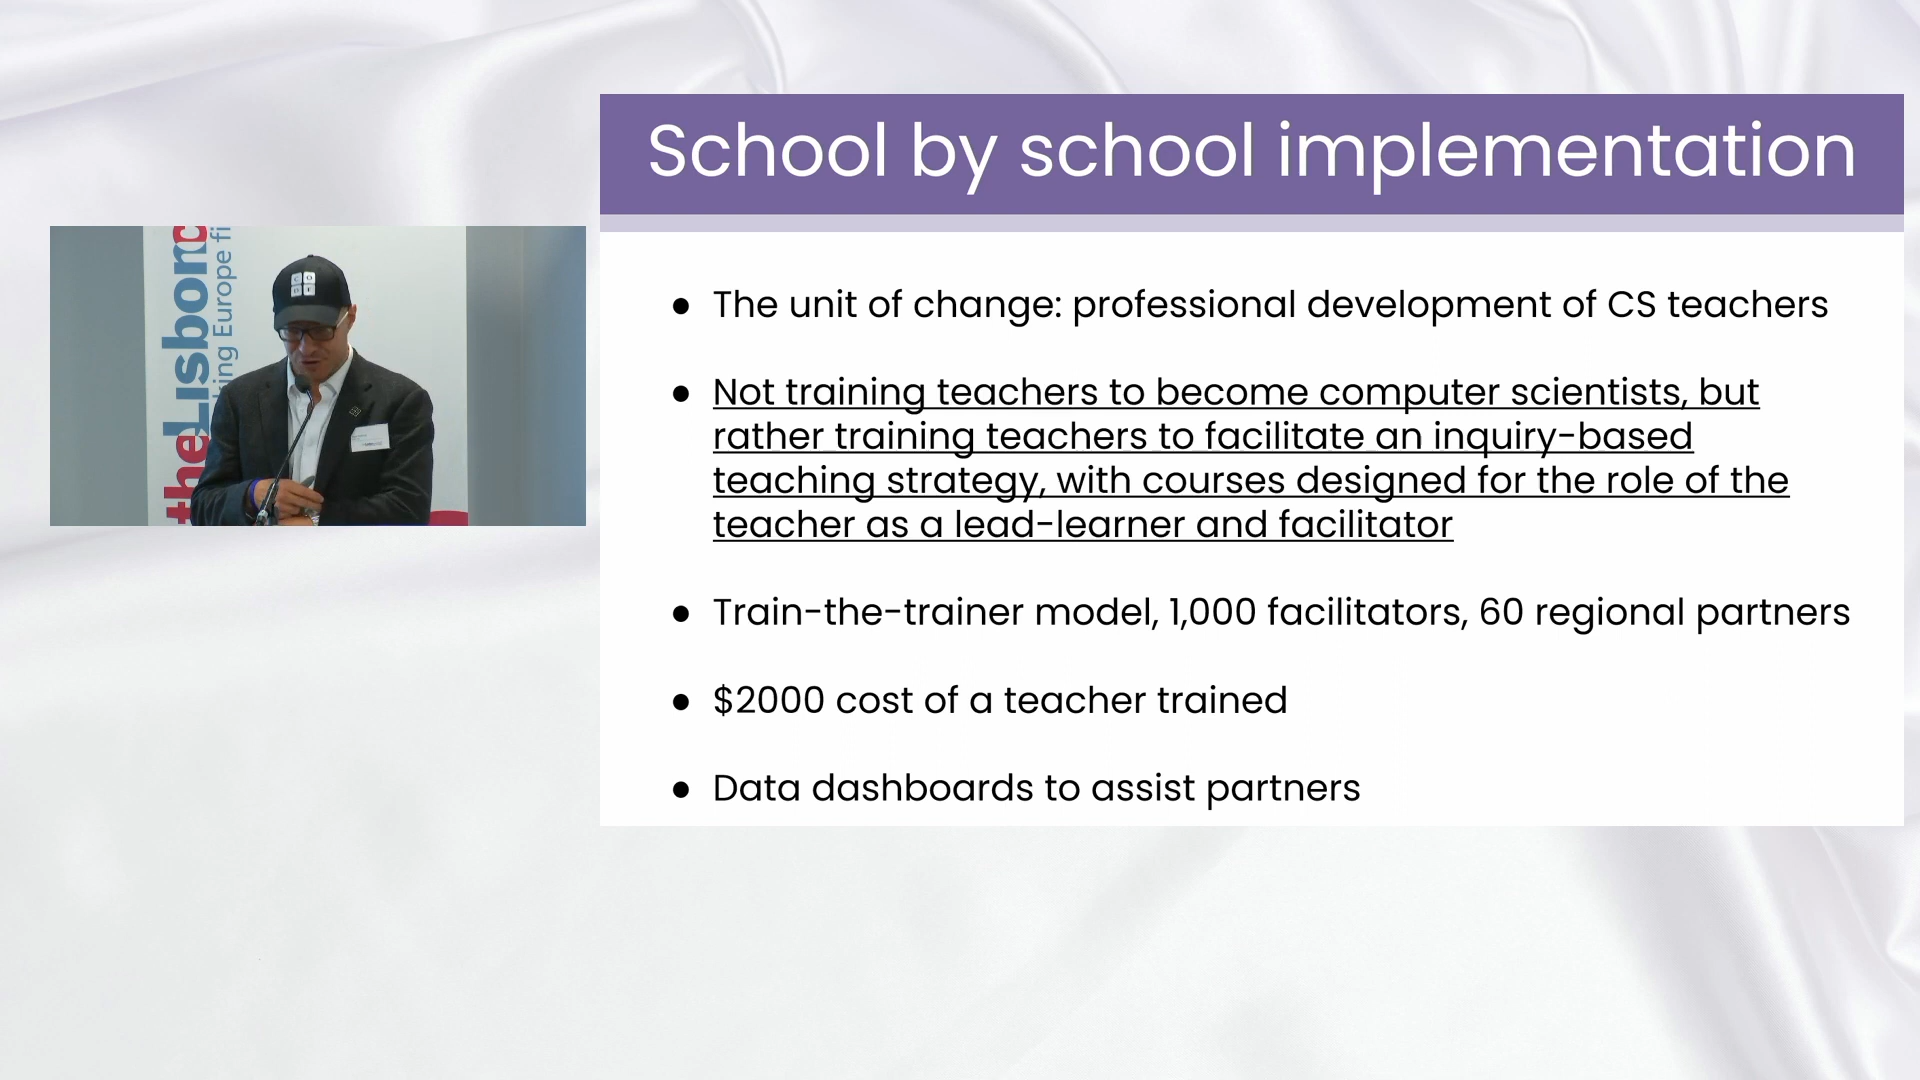 School by school implementation
● The unit of change: professional development of CS teachers
● Not training teachers to become computer scientists, but
rather training teachers to facilitate an inquiry-based
teaching strategy, with courses designed for the role of the
teacher as a lead-learner and facilitator
● Train-the-trainer model, 1,000 facilitators, 60 regional partners
● $2000 cost of a teacher trained
● Data dashboards to assist partners
theLisbon
Europe